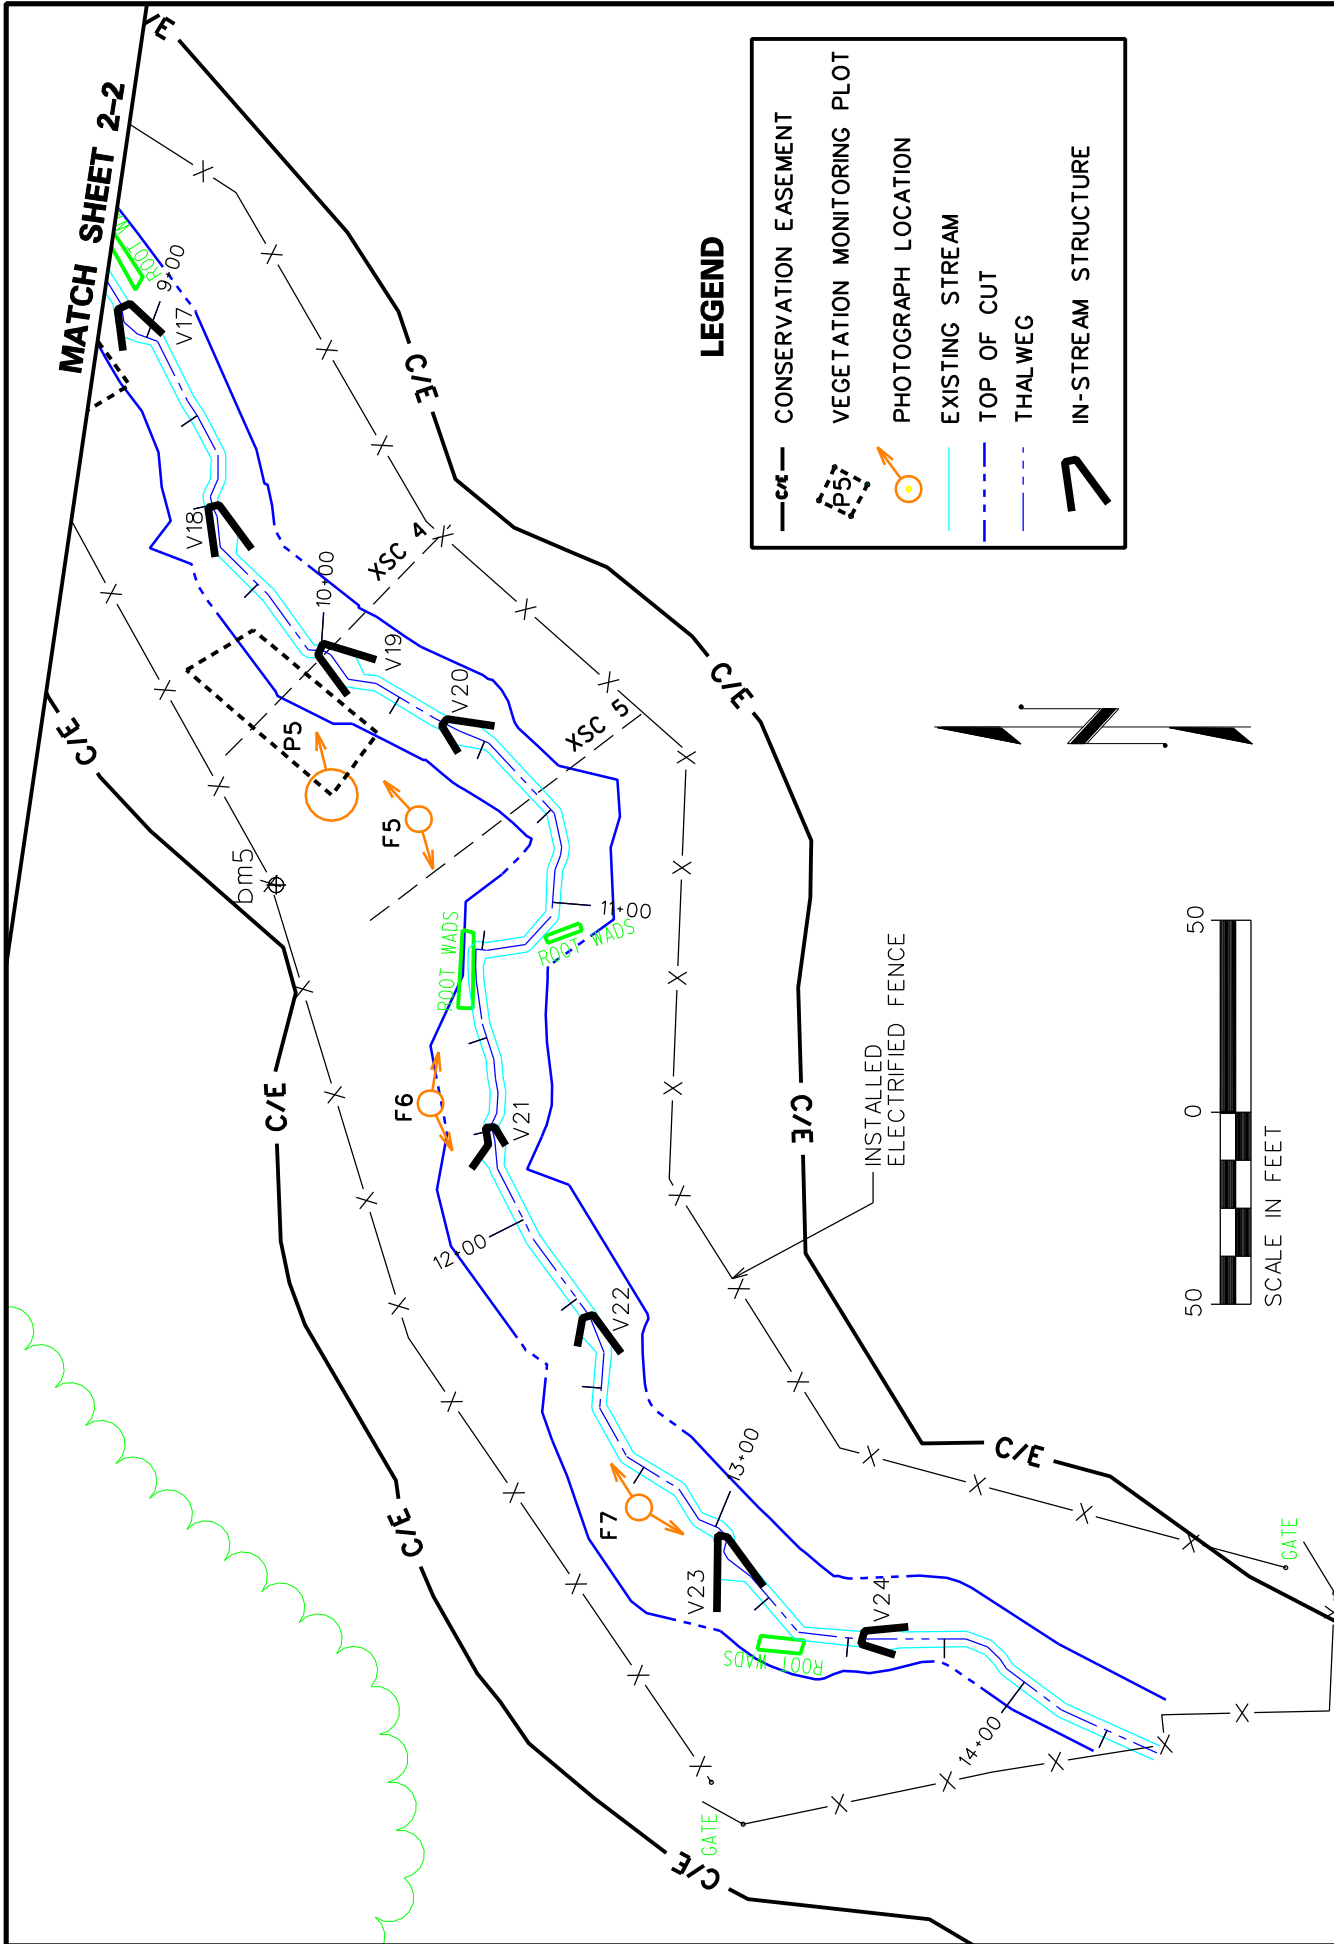 MATCH SHEET 2-2
/E
ROOT W
9+00
V17
C/E
V18
XSC 4
10+00
V19
V20
XSC 5
C/E
C/E
P5
F5
bm5
ROOT WADS
11+00
ROOT WADS
F6
V21
C/E
C/E
12+00
INSTALLED
ELECTRIFIED FENCE
V22
F7
13+00
V23
V24
ROOT
WADS
C/E
C/E
14+00
GATE
GATE
C/E
LEGEND
C/E CONSERVATION EASEMENT
P5 VEGETATION MONITORING PLOT
PHOTOGRAPH LOCATION
EXISTING STREAM
TOP OF CUT
THALWEG
IN-STREAM STRUCTURE
50 0 50
SCALE IN FEET